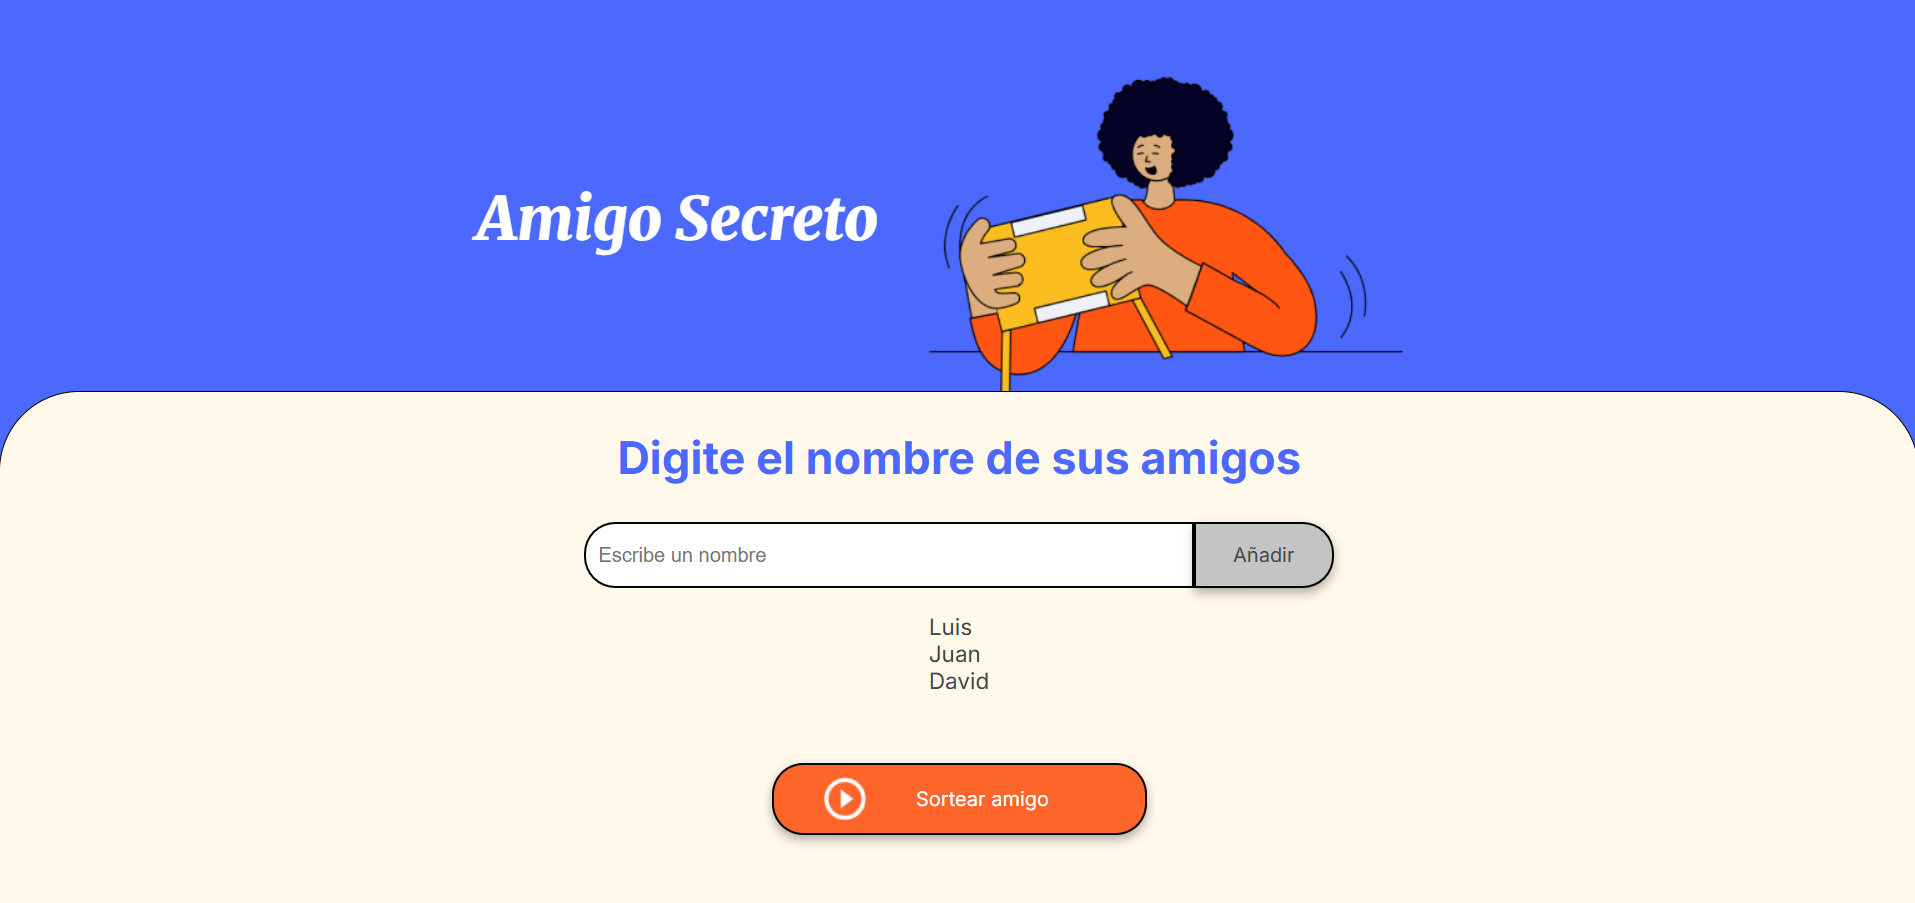 Amigo Secreto
Digite el nombre de sus amigos
Escribe un nombre
Añadir
Luis
Juan
David
Sortear amigo